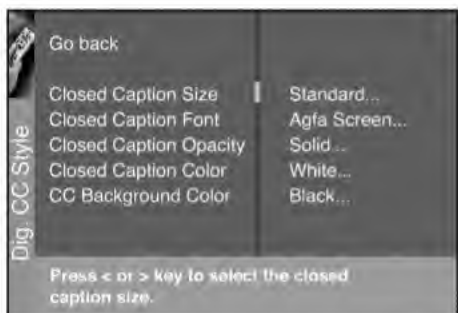 Go back
Closed Caption Size Standard...
Closed Caption Font Agfa Screen...
Closed Caption Opacity Solid...
Closed Caption Color White...
CC Background Color Black...
Dig. CC Style
Press < or > key to select the closed
caption size.